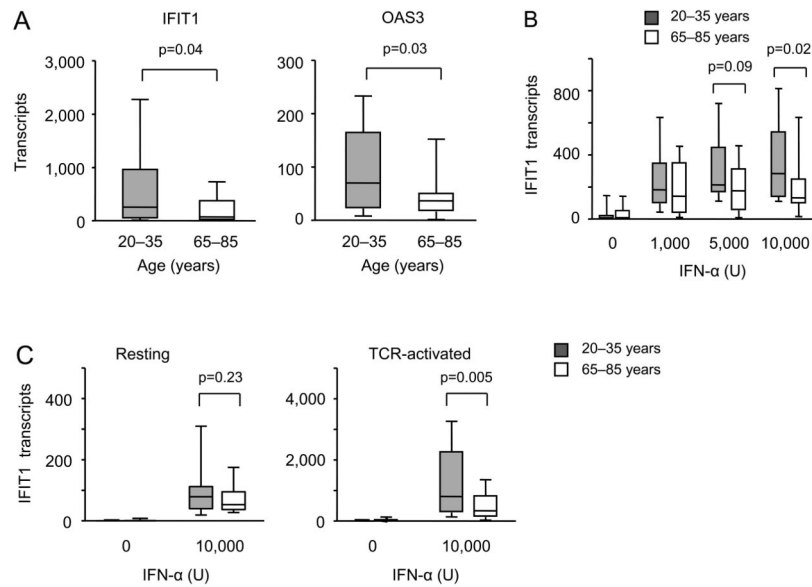 A
IFIT1
p=0.04
Transcripts
3,000
2,000
1,000
0
20–35
65–85
Age (years)
OAS3
p=0.03
300
200
100
0
20–35
65–85
Age (years)
B
20–35 years
65–85 years
p=0.09
p=0.02
IFIT1 transcripts
800
400
0
0
1,000
5,000
10,000
IFN-α (U)
C
Resting
p=0.23
IFIT1 transcripts
400
200
0
0
10,000
IFN-α (U)
TCR-activated
p=0.005
4,000
2,000
0
0
10,000
IFN-α (U)
20–35 years
65–85 years